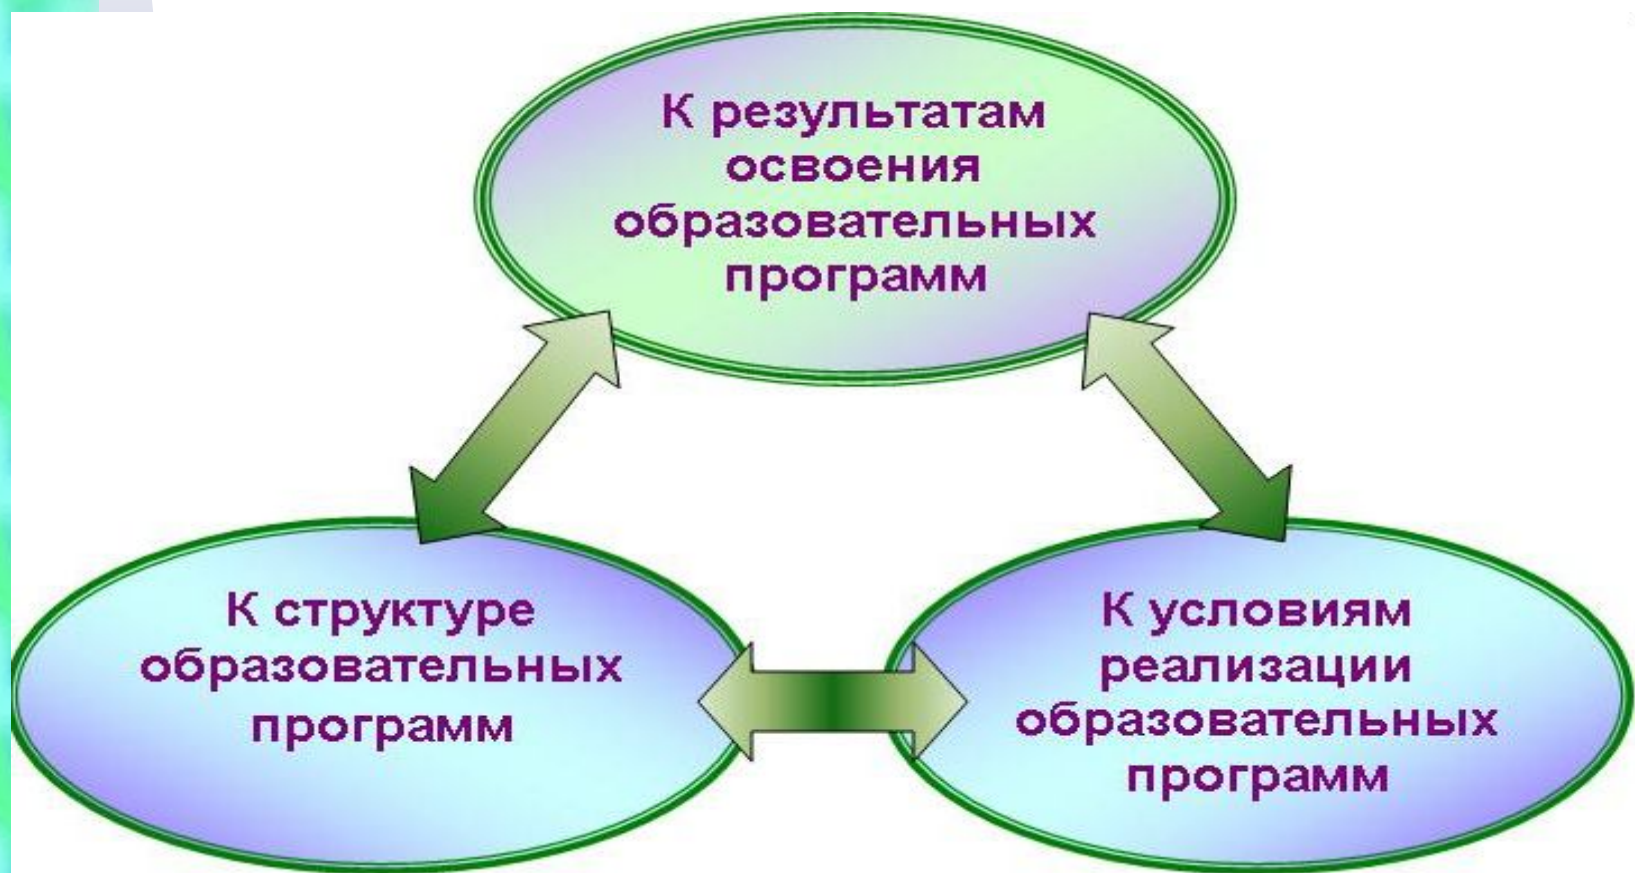 К результатам
освоения
образовательных
программ
К структуре
образовательных
программ
К условиям
реализации
образовательных
программ